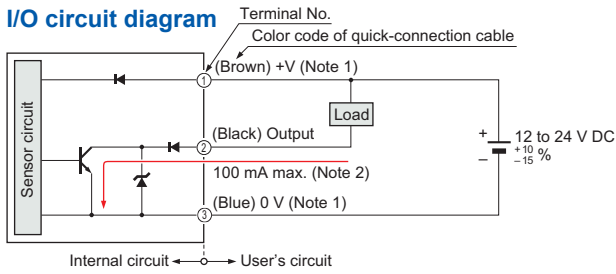 I/O circuit diagram
Terminal No.
Color code of quick-connection cable
1
(Brown) +V (Note 1)
Load
Sensor circuit
2
(Black) Output
+
−
12 to 24 V DC
+10
−15 %
100 mA max. (Note 2)
3
(Blue) 0 V (Note 1)
Internal circuit
User's circuit